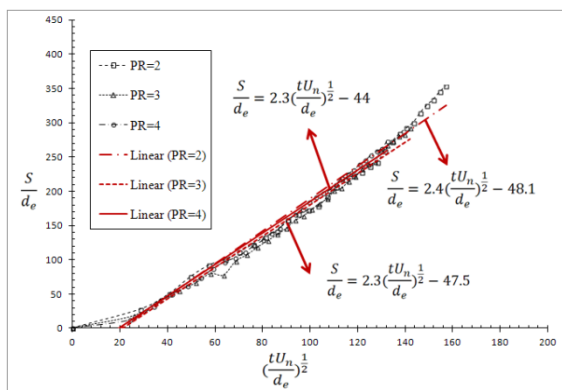 450
400
350
300
250
200
150
100
50
0
S/d_e
PR=2
PR=3
PR=4
Linear (PR=2)
Linear (PR=3)
Linear (PR=4)
S/d_e = 2.3(tU_n/d_e)^1/2 − 44
S/d_e = 2.4(tU_n/d_e)^1/2 − 48.1
S/d_e = 2.3(tU_n/d_e)^1/2 − 47.5
0 20 40 60 80 100 120 140 160 180 200
(tU_n/d_e)^1/2